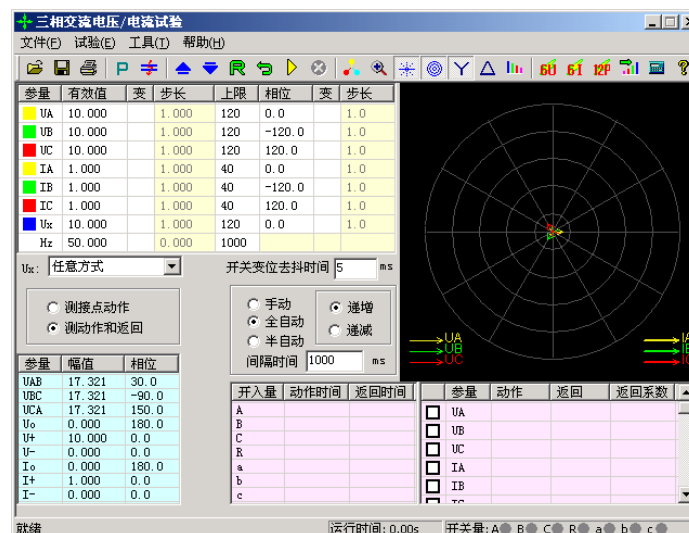 三相交流电压/电流试验
文件(F) 试验(E) 工具(T) 帮助(H)
P R 6U 6I 12P ?
参量 有效值 变 步长 上限 相位 变 步长
UA 10.000 1.000 120 0.0 1.0
UB 10.000 1.000 120 -120.0 1.0
UC 10.000 1.000 120 120.0 1.0
IA 1.000 1.000 40 0.0 1.0
IB 1.000 1.000 40 -120.0 1.0
IC 1.000 1.000 40 120.0 1.0
Ux 10.000 1.000 120 0.0 1.0
Hz 50.000 0.000 1000
Ux: 任意方式 开关变位去抖时间 5 ms
测接点动作
测动作和返回
手动
全自动
半自动
递增
递减
间隔时间 1000 ms
UA
UB
UC
参量 幅值 相位
UAB 17.321 30.0
UBC 17.321 -90.0
UCA 17.321 150.0
Uo 0.000 180.0
U+ 10.000 0.0
U- 0.000 0.0
Io 0.000 180.0
I+ 1.000 0.0
I- 0.000 0.0
开入量 动作时间 返回时间
A
B
C
R
a
b
c
参量 动作 返回 返回系数
UA
UB
UC
IA
IB
就绪 运行时间: 0.00s 开关量: A B C R a b c